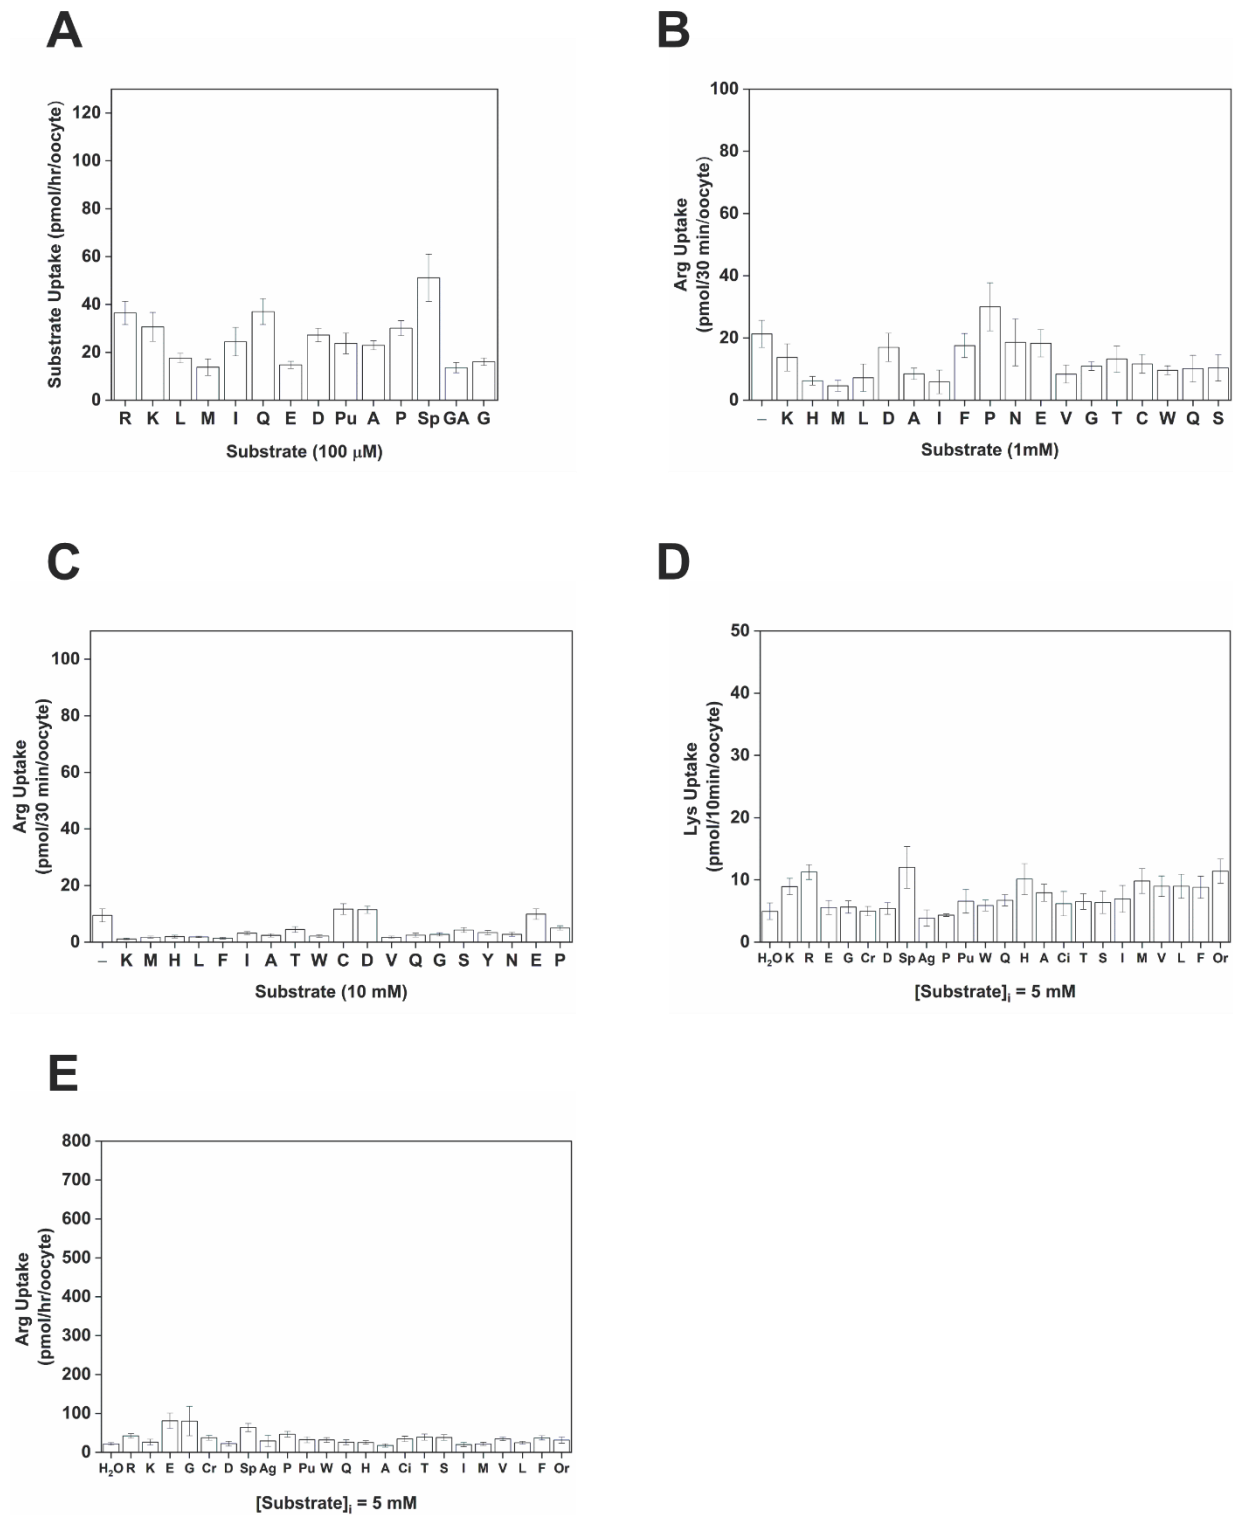 A
Substrate Uptake (pmol/hr/oocyte)
120
100
80
60
40
20
0
R K L M I Q E D Pu A P Sp GA G
Substrate (100 μM)
B
Arg Uptake
(pmol/30 min/oocyte)
100
80
60
40
20
0
– K H M L D A I F P N E V G T C W Q S
Substrate (1mM)
C
Arg Uptake
(pmol/30 min/oocyte)
100
80
60
40
20
0
– K M H L F I A T W C D V Q G S Y N E P
Substrate (10 mM)
D
Lys Uptake
(pmol/10min/oocyte)
50
40
30
20
10
0
H₂O K R E G Cr D Sp Ag P Pu W Q H A Ci T S I M V L F Or
[Substrate]ᵢ = 5 mM
E
Arg Uptake
(pmol/hr/oocyte)
800
700
600
500
400
300
200
100
0
H₂O R K E G Cr D Sp Ag P Pu W Q H A Ci T S I M V L F Or
[Substrate]ᵢ = 5 mM